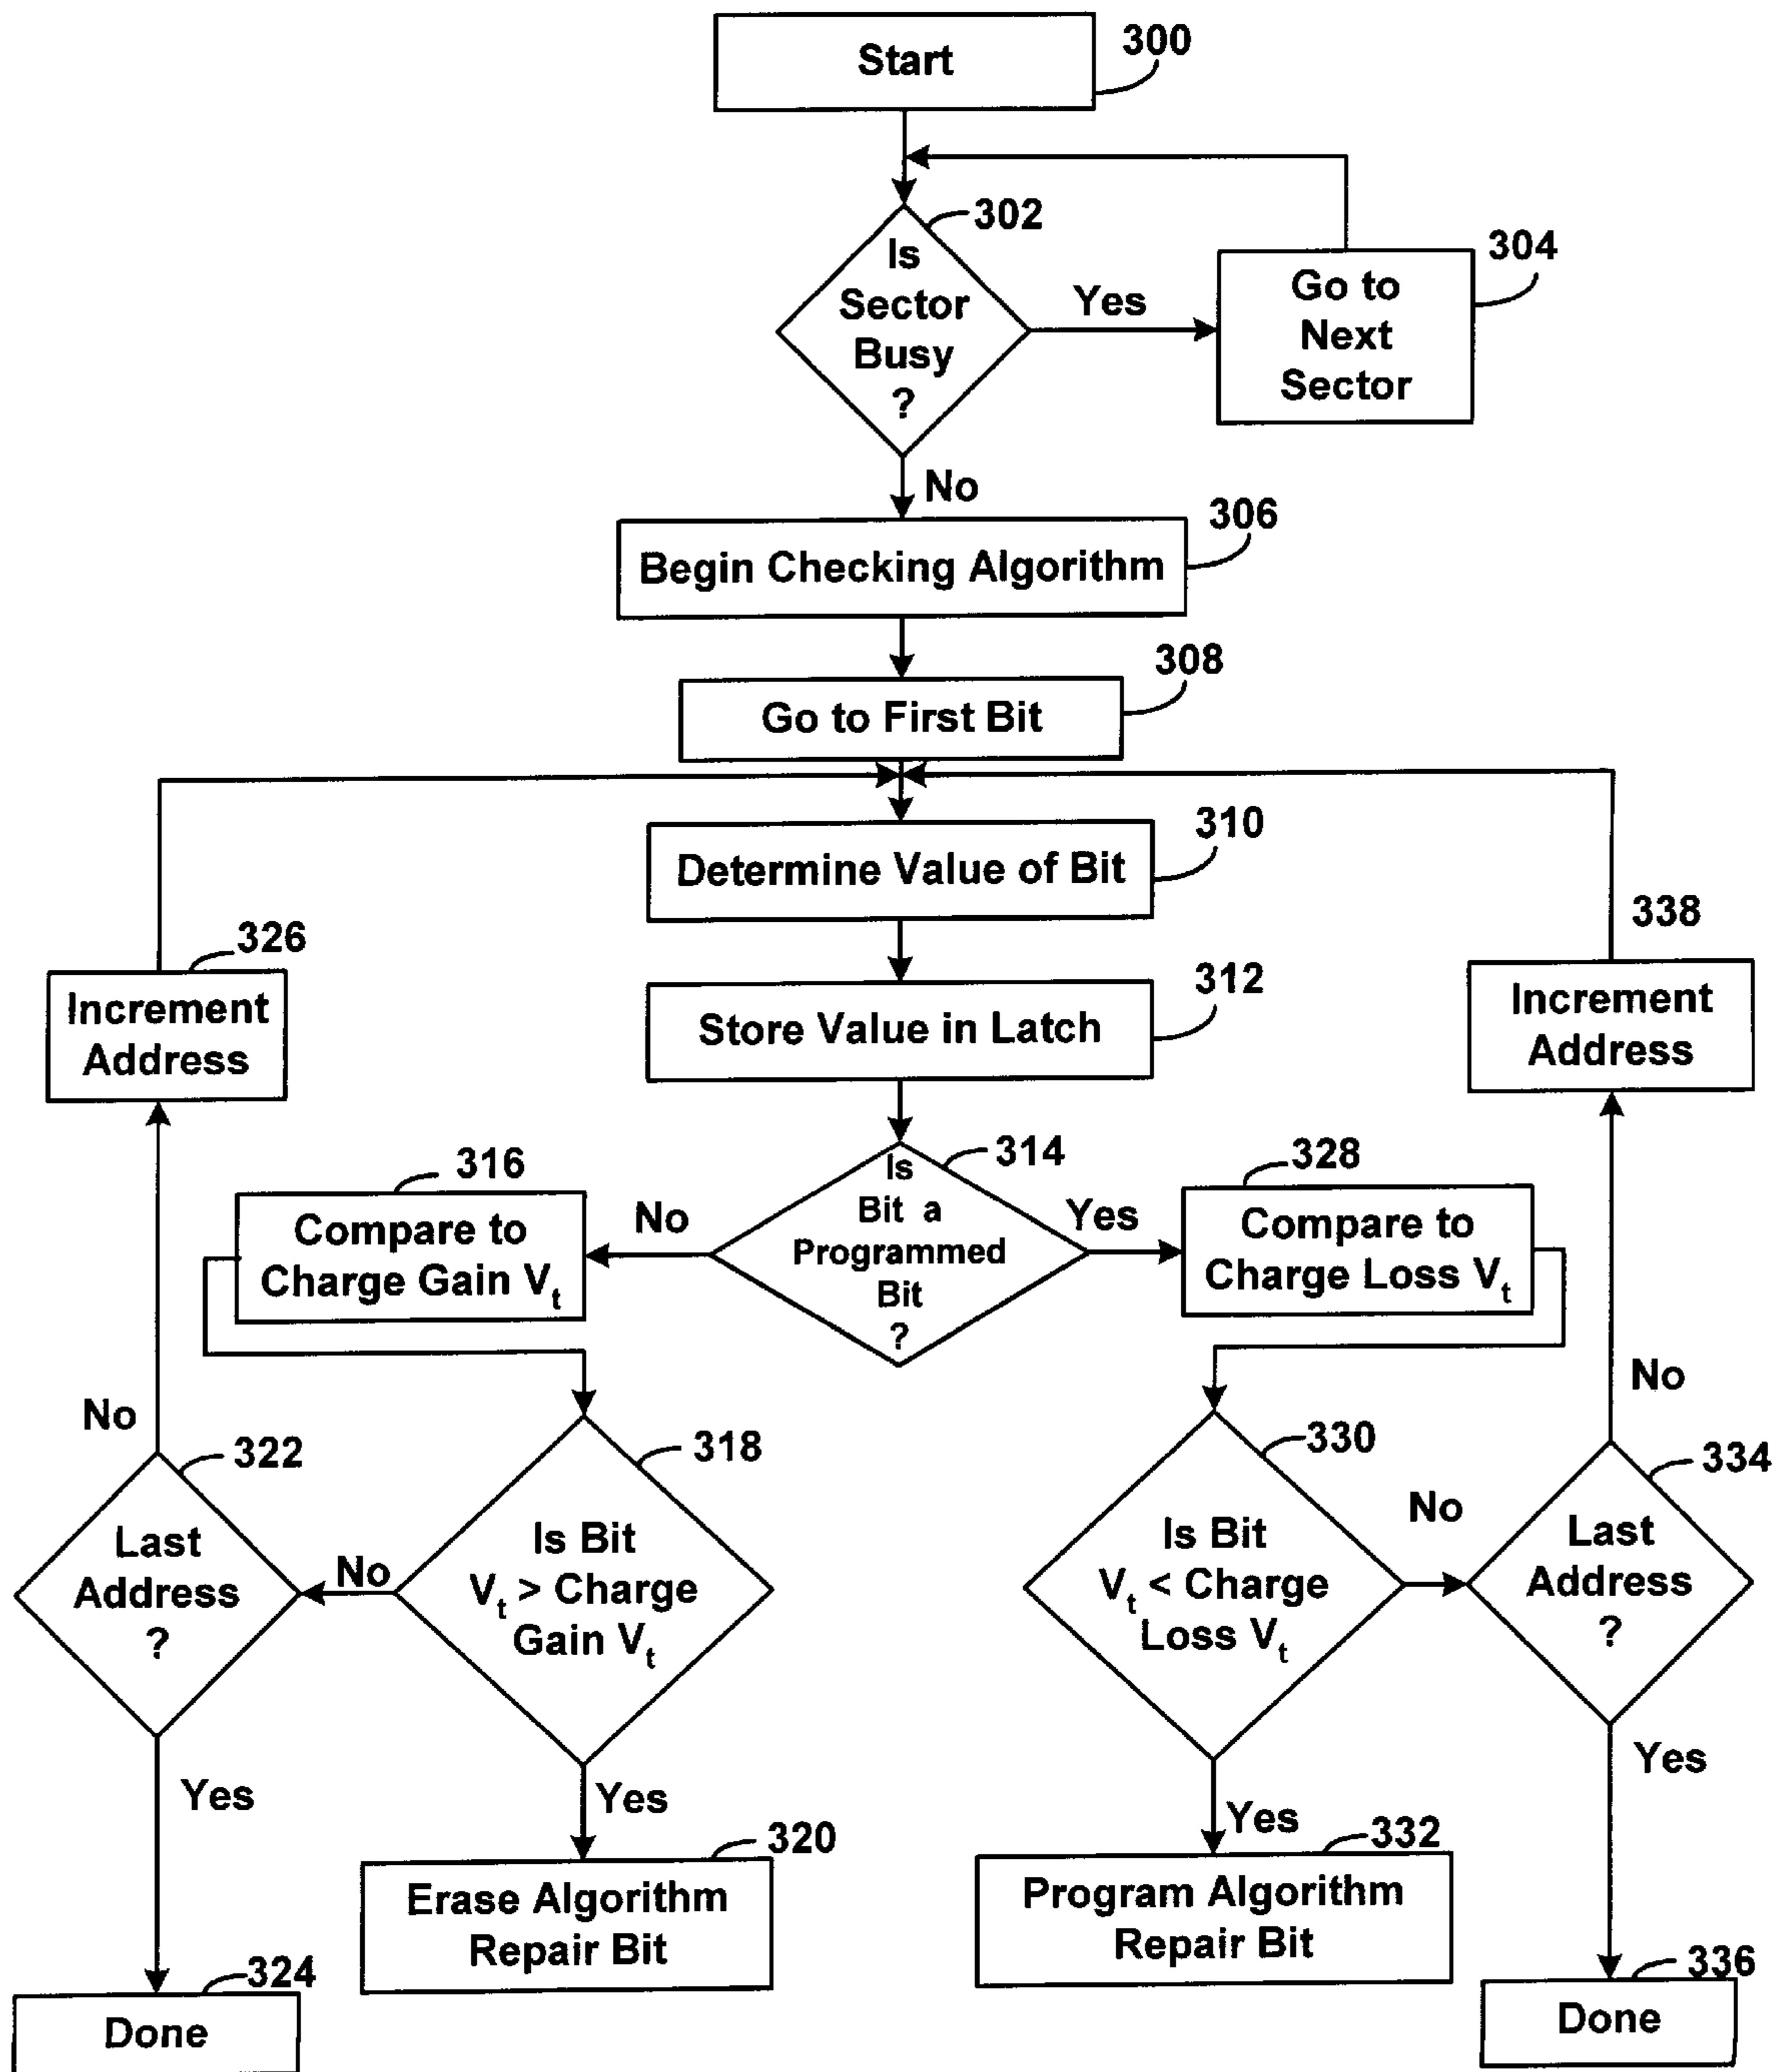 Start
300
302
Is
Sector
Busy
?
Yes
304
Go to
Next
Sector
No
306
Begin Checking Algorithm
308
Go to First Bit
310
Determine Value of Bit
326
Increment
Address
338
Increment
Address
312
Store Value in Latch
314
Is
Bit a
Programmed
Bit
?
316
No
Compare to
Charge Gain Vt
328
Yes
Compare to
Charge Loss Vt
No
322
Last
Address
?
No
318
Is Bit
Vt > Charge
Gain Vt
330
Is Bit
Vt < Charge
Loss Vt
No
No
334
Last
Address
?
Yes
Yes
320
Erase Algorithm
Repair Bit
Yes
332
Program Algorithm
Repair Bit
Yes
324
Done
336
Done